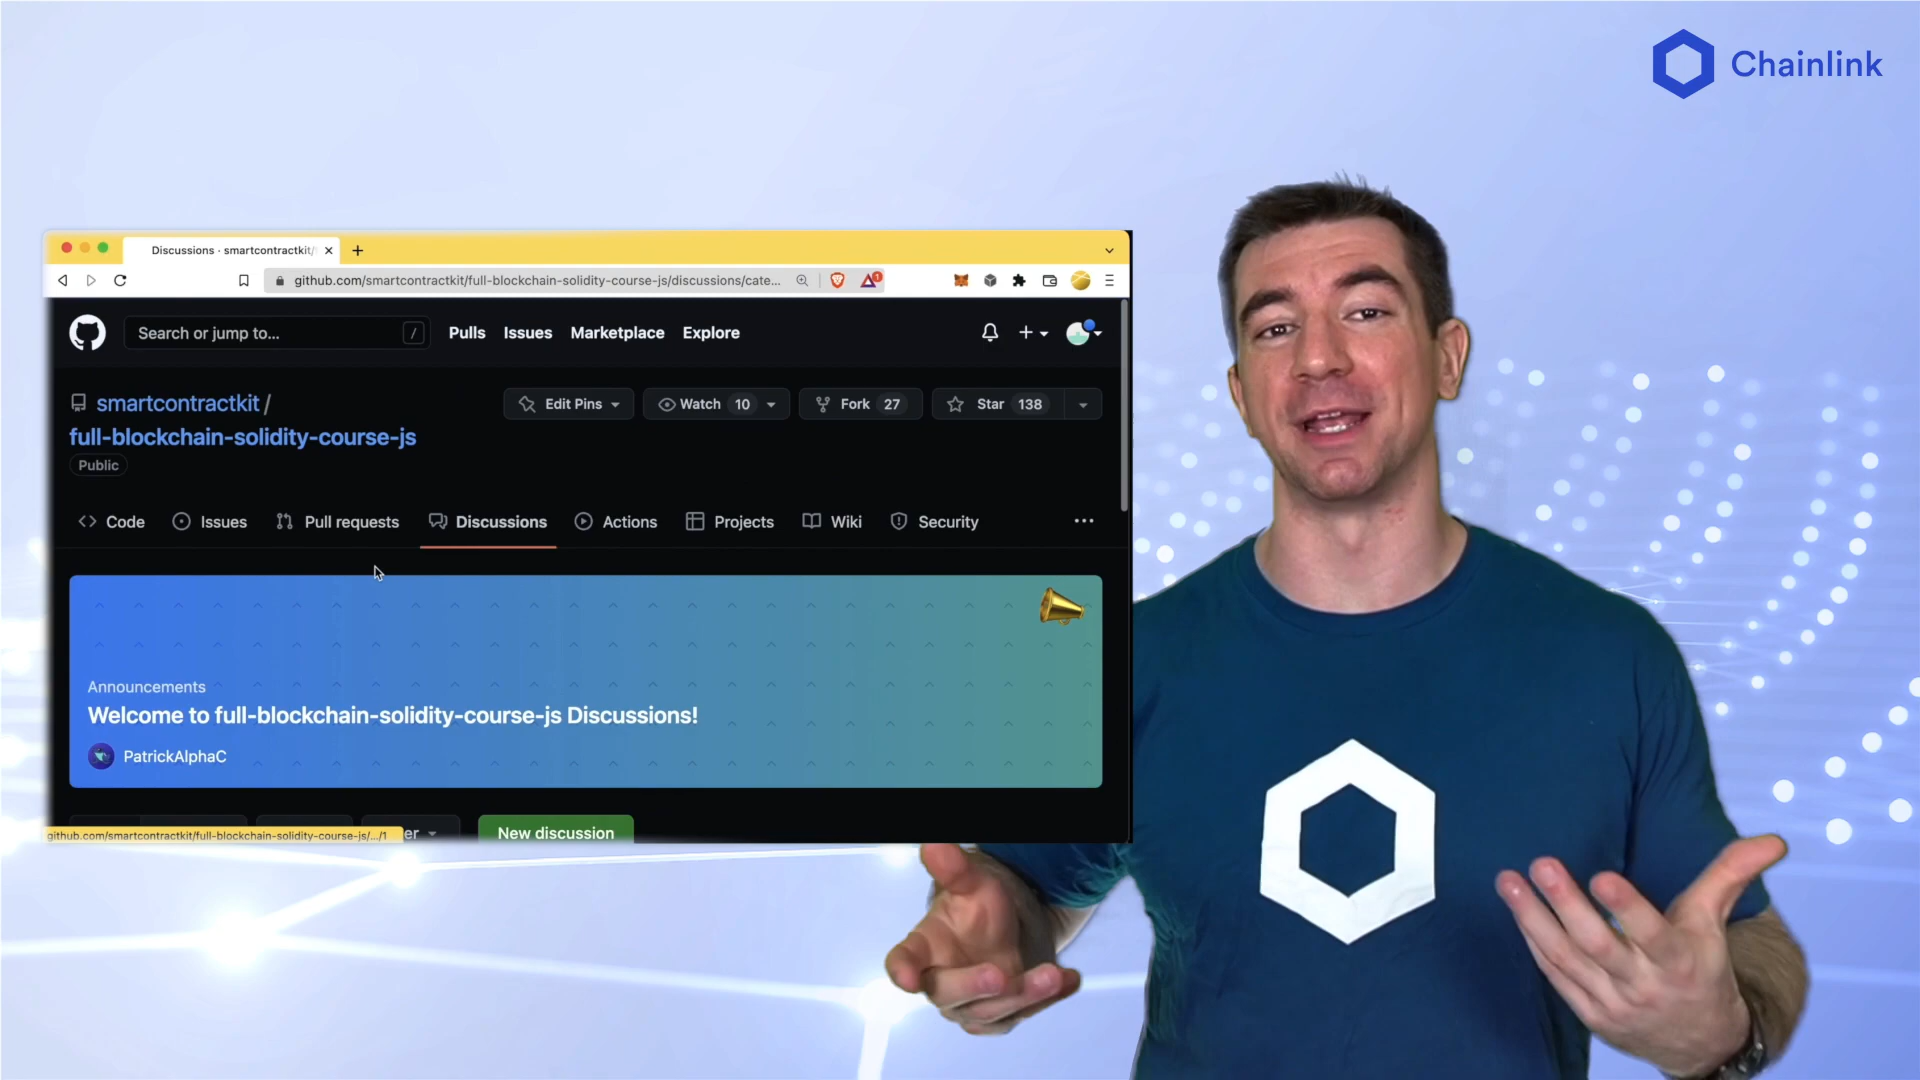 Chainlink
Discussions · smartcontractkit/
github.com/smartcontractkit/full-blockchain-solidity-course-js/discussions/cate...
1
Search or jump to... /
Pulls Issues Marketplace Explore
smartcontractkit /
full-blockchain-solidity-course-js
Public
Edit Pins Watch 10 Fork 27 Star 138
Code Issues Pull requests Discussions Actions Projects Wiki Security
Announcements
Welcome to full-blockchain-solidity-course-js Discussions!
PatrickAlphaC
New discussion
github.com/smartcontractkit/full-blockchain-solidity-course-js/.../1